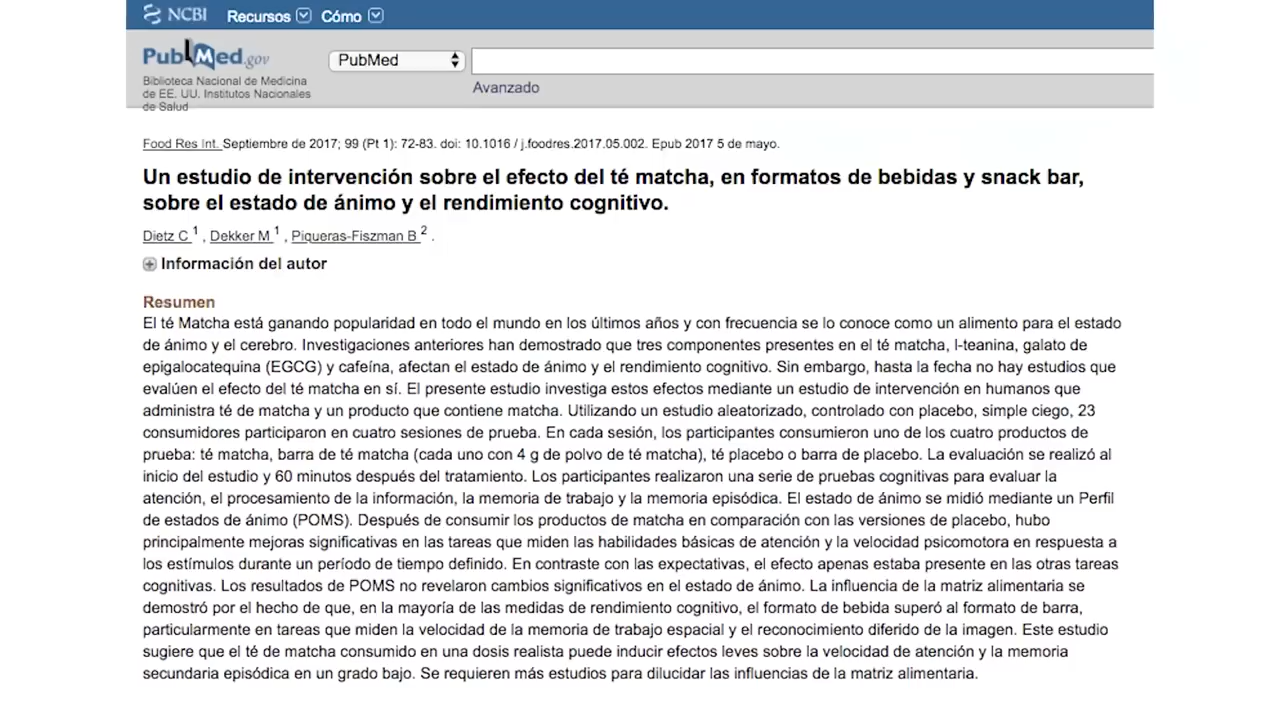 NCBI Recursos Cómo
PubMed.gov
PubMed
Biblioteca Nacional de Medicina
de EE. UU. Institutos Nacionales
de Salud
Avanzado
Food Res Int. Septiembre de 2017; 99 (Pt 1): 72-83. doi: 10.1016 / j.foodres.2017.05.002. Epub 2017 5 de mayo.
Un estudio de intervención sobre el efecto del té matcha, en formatos de bebidas y snack bar,
sobre el estado de ánimo y el rendimiento cognitivo.
Dietz C 1 , Dekker M 1 , Piqueras-Fiszman B 2 .
Información del autor
Resumen
El té Matcha está ganando popularidad en todo el mundo en los últimos años y con frecuencia se lo conoce como un alimento para el estado
de ánimo y el cerebro. Investigaciones anteriores han demostrado que tres componentes presentes en el té matcha, l-teanina, galato de
epigalocatequina (EGCG) y cafeína, afectan el estado de ánimo y el rendimiento cognitivo. Sin embargo, hasta la fecha no hay estudios que
evalúen el efecto del té matcha en sí. El presente estudio investiga estos efectos mediante un estudio de intervención en humanos que
administra té de matcha y un producto que contiene matcha. Utilizando un estudio aleatorizado, controlado con placebo, simple ciego, 23
consumidores participaron en cuatro sesiones de prueba. En cada sesión, los participantes consumieron uno de los cuatro productos de
prueba: té matcha, barra de té matcha (cada uno con 4 g de polvo de té matcha), té placebo o barra de placebo. La evaluación se realizó al
inicio del estudio y 60 minutos después del tratamiento. Los participantes realizaron una serie de pruebas cognitivas para evaluar la
atención, el procesamiento de la información, la memoria de trabajo y la memoria episódica. El estado de ánimo se midió mediante un Perfil
de estados de ánimo (POMS). Después de consumir los productos de matcha en comparación con las versiones de placebo, hubo
principalmente mejoras significativas en las tareas que miden las habilidades básicas de atención y la velocidad psicomotora en respuesta a
los estímulos durante un período de tiempo definido. En contraste con las expectativas, el efecto apenas estaba presente en las otras tareas
cognitivas. Los resultados de POMS no revelaron cambios significativos en el estado de ánimo. La influencia de la matriz alimentaria se
demostró por el hecho de que, en la mayoría de las medidas de rendimiento cognitivo, el formato de bebida superó al formato de barra,
particularmente en tareas que miden la velocidad de la memoria de trabajo espacial y el reconocimiento diferido de la imagen. Este estudio
sugiere que el té de matcha consumido en una dosis realista puede inducir efectos leves sobre la velocidad de atención y la memoria
secundaria episódica en un grado bajo. Se requieren más estudios para dilucidar las influencias de la matriz alimentaria.